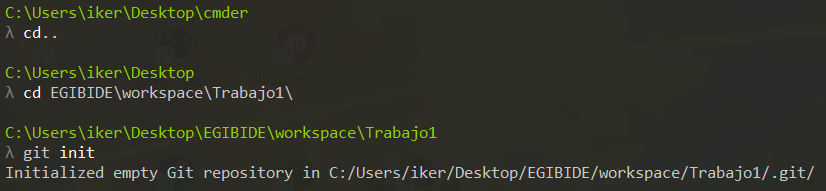 C:\Users\iker\Desktop\cmder
λ cd..
C:\Users\iker\Desktop
λ cd EGIBIDE\workspace\Trabajo1\
C:\Users\iker\Desktop\EGIBIDE\workspace\Trabajo1
λ git init
Initialized empty Git repository in C:/Users/iker/Desktop/EGIBIDE/workspace/Trabajo1/.git/